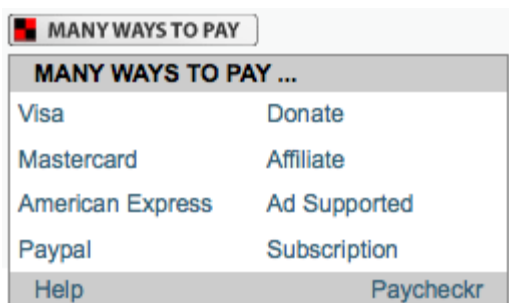 MANY WAYS TO PAY
MANY WAYS TO PAY ...
Visa Donate
Mastercard Affiliate
American Express Ad Supported
Paypal Subscription
Help Paycheckr